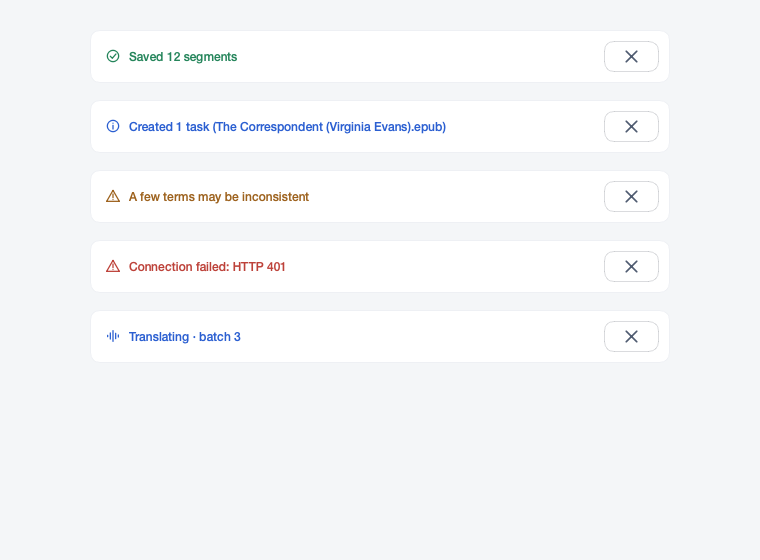 Saved 12 segments
Created 1 task (The Correspondent (Virginia Evans).epub)
A few terms may be inconsistent
Connection failed: HTTP 401
Translating · batch 3